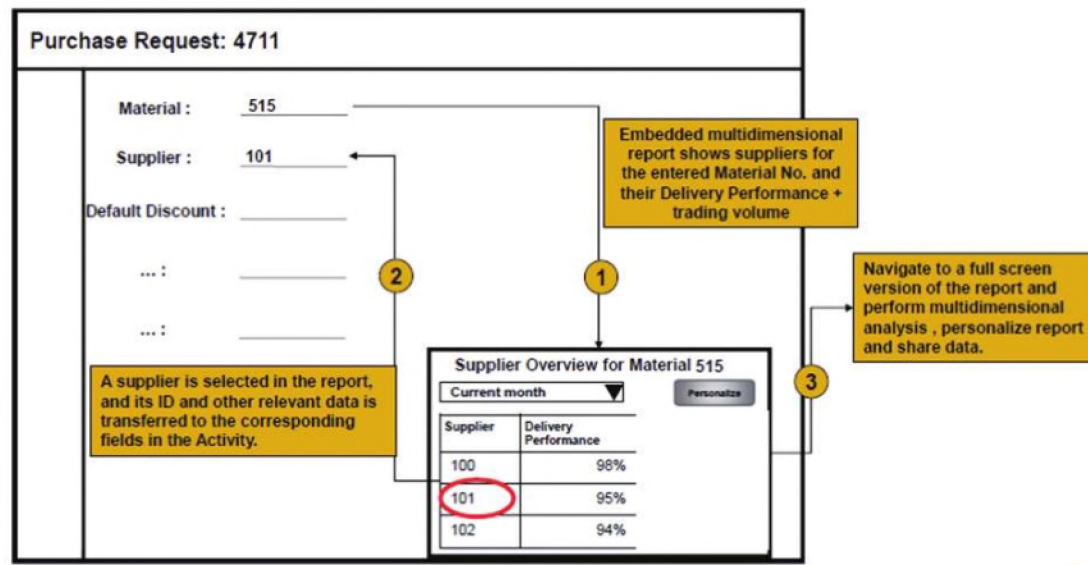 Purchase Request: 4711
Material : 515
Supplier : 101
Default Discount :
... :
... :
Embedded multidimensional
report shows suppliers for
the entered Material No. and
their Delivery Performance +
trading volume
2
1
Navigate to a full screen
version of the report and
perform multidimensional
analysis , personalize report
and share data.
3
A supplier is selected in the report,
and its ID and other relevant data is
transferred to the corresponding
fields in the Activity.
Supplier Overview for Material 515
Current month
Personalize
Supplier Delivery
Performance
100 98%
101 95%
102 94%